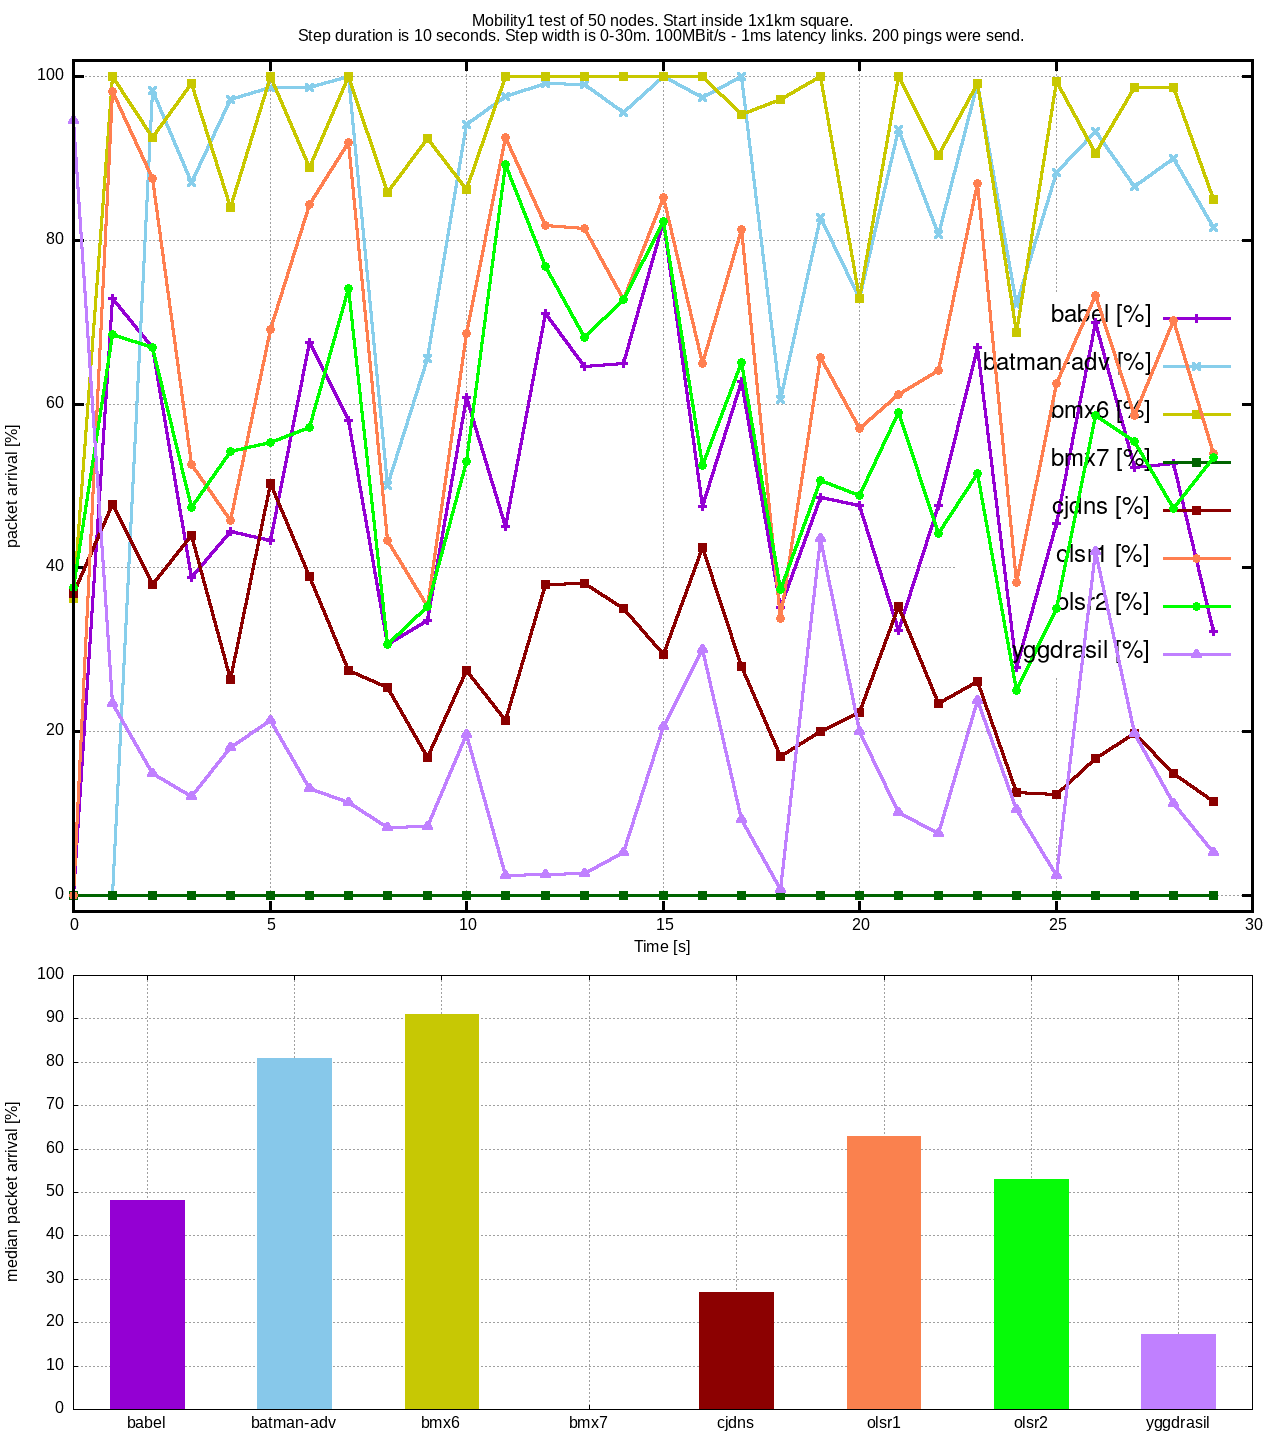 Mobility1 test of 50 nodes. Start inside 1x1km square.
Step duration is 10 seconds. Step width is 0-30m. 100MBit/s - 1ms latency links. 200 pings were send.
packet arrival [%]
100
80
60
40
20
0
babel [%]
batman-adv [%]
bmx6 [%]
bmx7 [%]
cjdns [%]
olsr1 [%]
olsr2 [%]
yggdrasil [%]
0 5 10 15 20 25 30
Time [s]
median packet arrival [%]
100
90
80
70
60
50
40
30
20
10
0
babel batman-adv bmx6 bmx7 cjdns olsr1 olsr2 yggdrasil